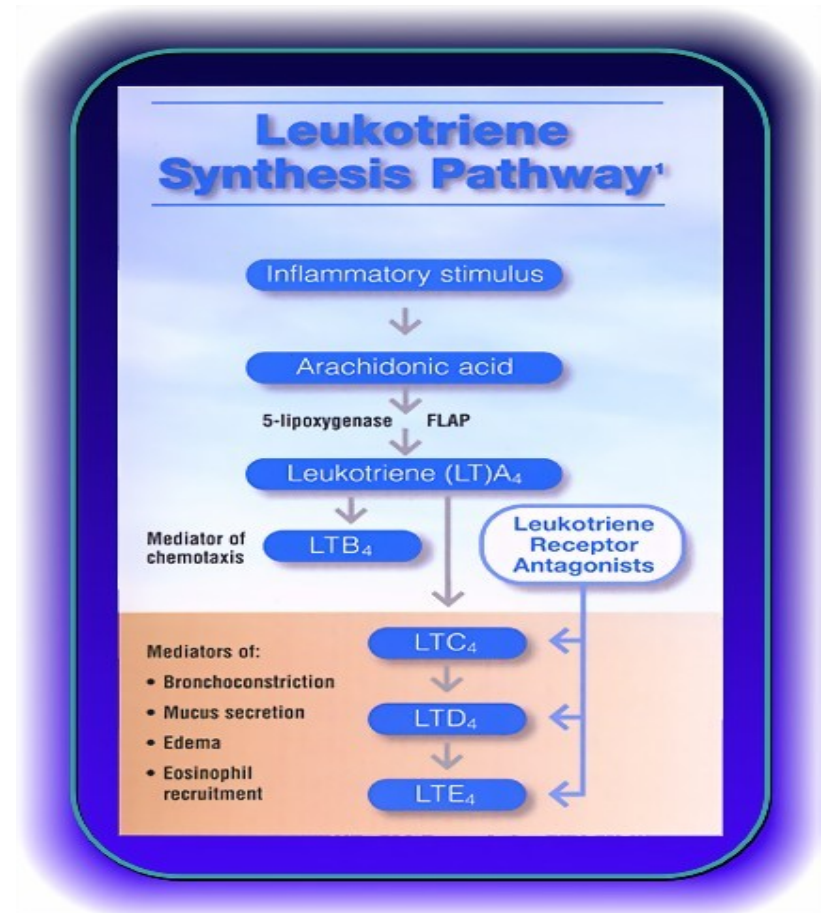 Leukotriene
Synthesis Pathway¹
Inflammatory stimulus
Arachidonic acid
5-lipoxygenase FLAP
Leukotriene (LT)A₄
Mediator of
chemotaxis
LTB₄
Leukotriene
Receptor
Antagonists
Mediators of:
• Bronchoconstriction
• Mucus secretion
• Edema
• Eosinophil
recruitment
LTC₄
LTD₄
LTE₄